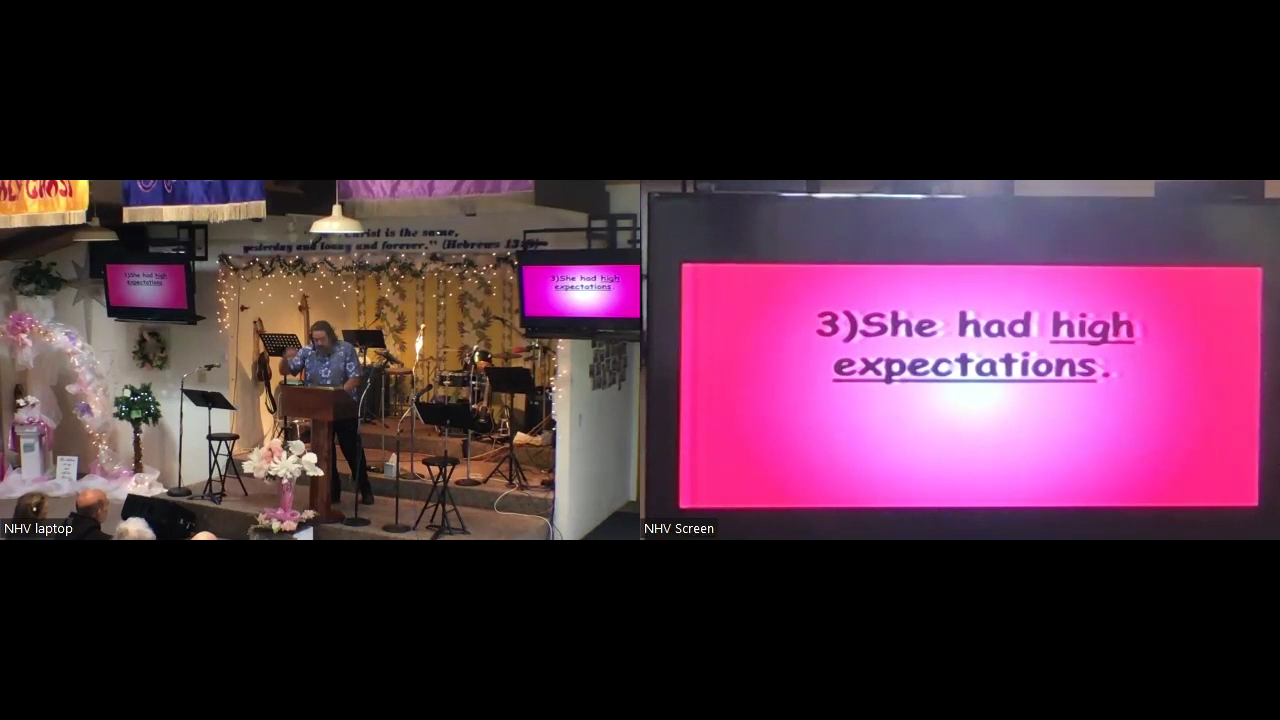 3)She had high
expectations.
Christ is the same,
yesterday and today and forever." (Hebrews 13:8)
3)She had high
expectations.
3)She had high
expectations.
NHV laptop
NHV Screen